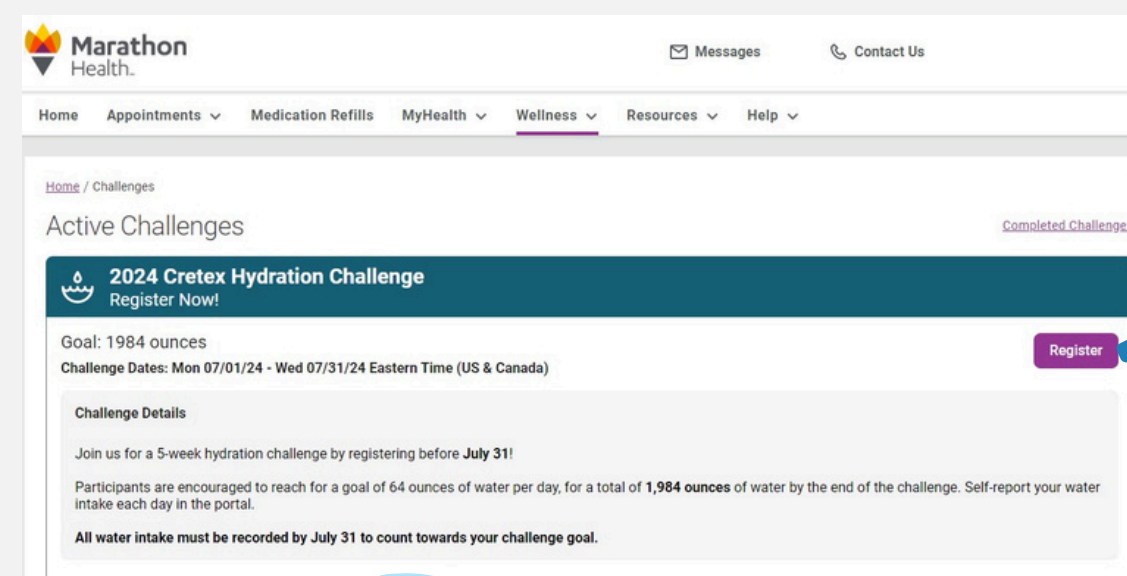 Marathon
Health.
Messages
Contact Us
Home Appointments Medication Refills MyHealth Wellness Resources Help
Home / Challenges
Active Challenges
Completed Challenge
2024 Cretex Hydration Challenge
Register Now!
Goal: 1984 ounces
Register
Challenge Dates: Mon 07/01/24 - Wed 07/31/24 Eastern Time (US & Canada)
Challenge Details
Join us for a 5-week hydration challenge by registering before July 31!
Participants are encouraged to reach for a goal of 64 ounces of water per day, for a total of 1,984 ounces of water by the end of the challenge. Self-report your water
intake each day in the portal.
All water intake must be recorded by July 31 to count towards your challenge goal.